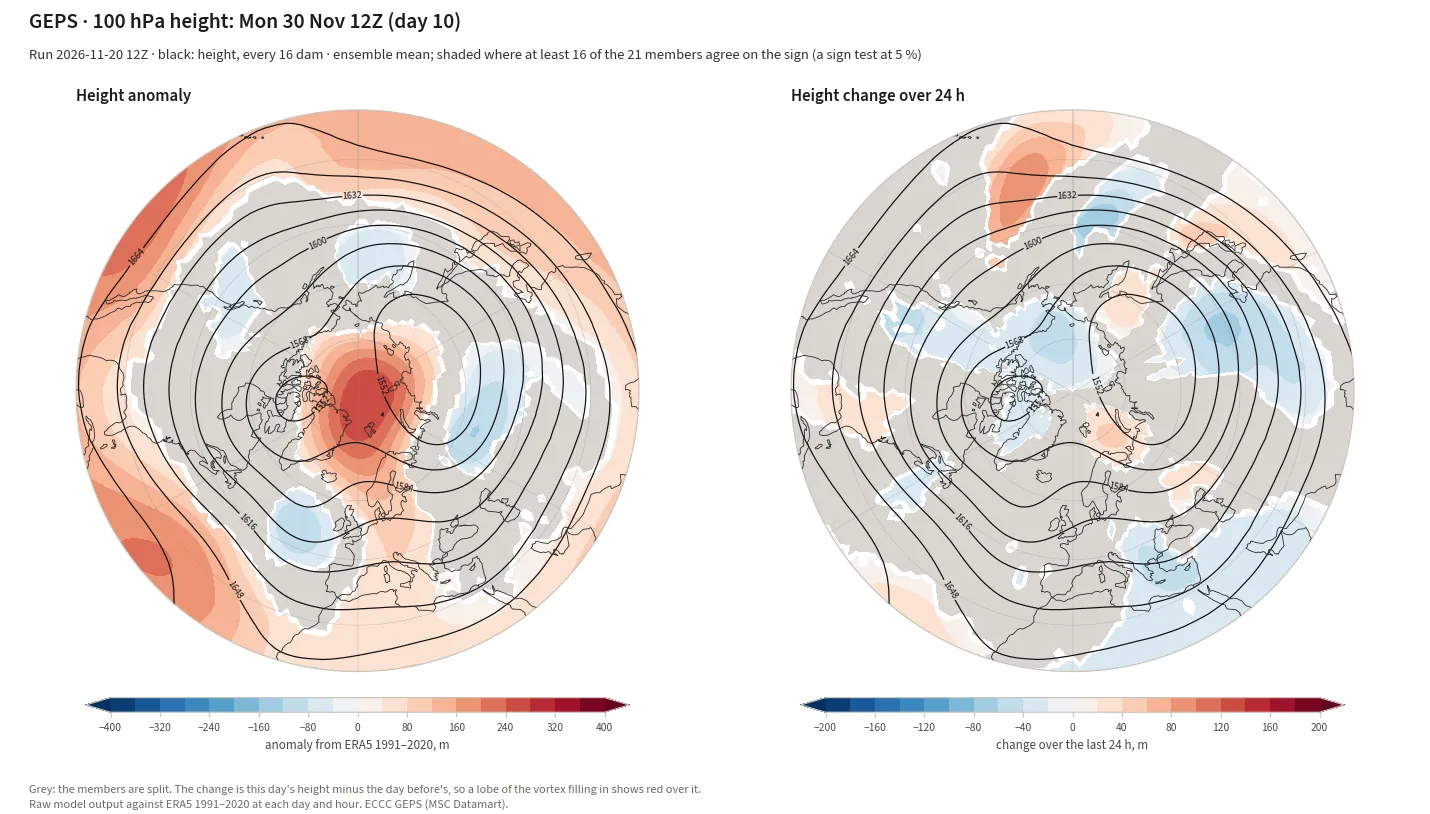 GEPS · 100 hPa height: Mon 30 Nov 12Z (day 10)
Run 2026-11-20 12Z · black: height, every 16 dam · ensemble mean; shaded where at least 16 of the 21 members agree on the sign (a sign test at 5 %)
Height anomaly
Height change over 24 h
1632
1600
1664
1552
1584
1616
1648
1632
1600
1664
1552
1584
1616
1648
−400 −320 −240 −160 −80 0 80 160 240 320 400
anomaly from ERA5 1991–2020, m
−200 −160 −120 −80 −40 0 40 80 120 160 200
change over the last 24 h, m
Grey: the members are split. The change is this day's height minus the day before's, so a lobe of the vortex filling in shows red over it.
Raw model output against ERA5 1991–2020 at each day and hour. ECCC GEPS (MSC Datamart).